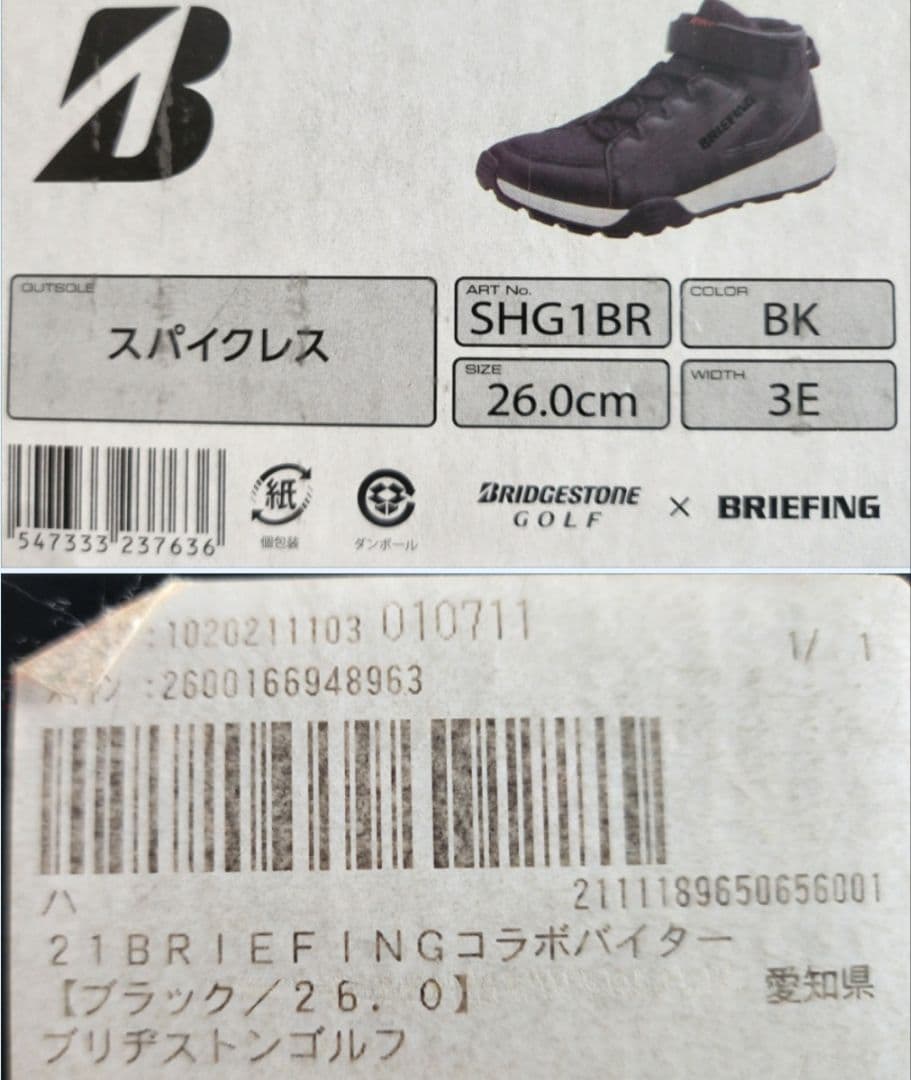 BRIEFING
OUTSOLE
スパイクレス
ART No.
SHG1BR
COLOR
BK
SIZE
26.0cm
WIDTH
3E
547333 237636
紙
個包装
ダンボール
BRIDGESTONE
GOLF
×
BRIEFING
:1020211103 010711
1/ 1
:2600166948963
ハ
2111189650656001
21BRIEFINGコラボバイター
【ブラック/26.0】
愛知県
ブリヂストンゴルフ